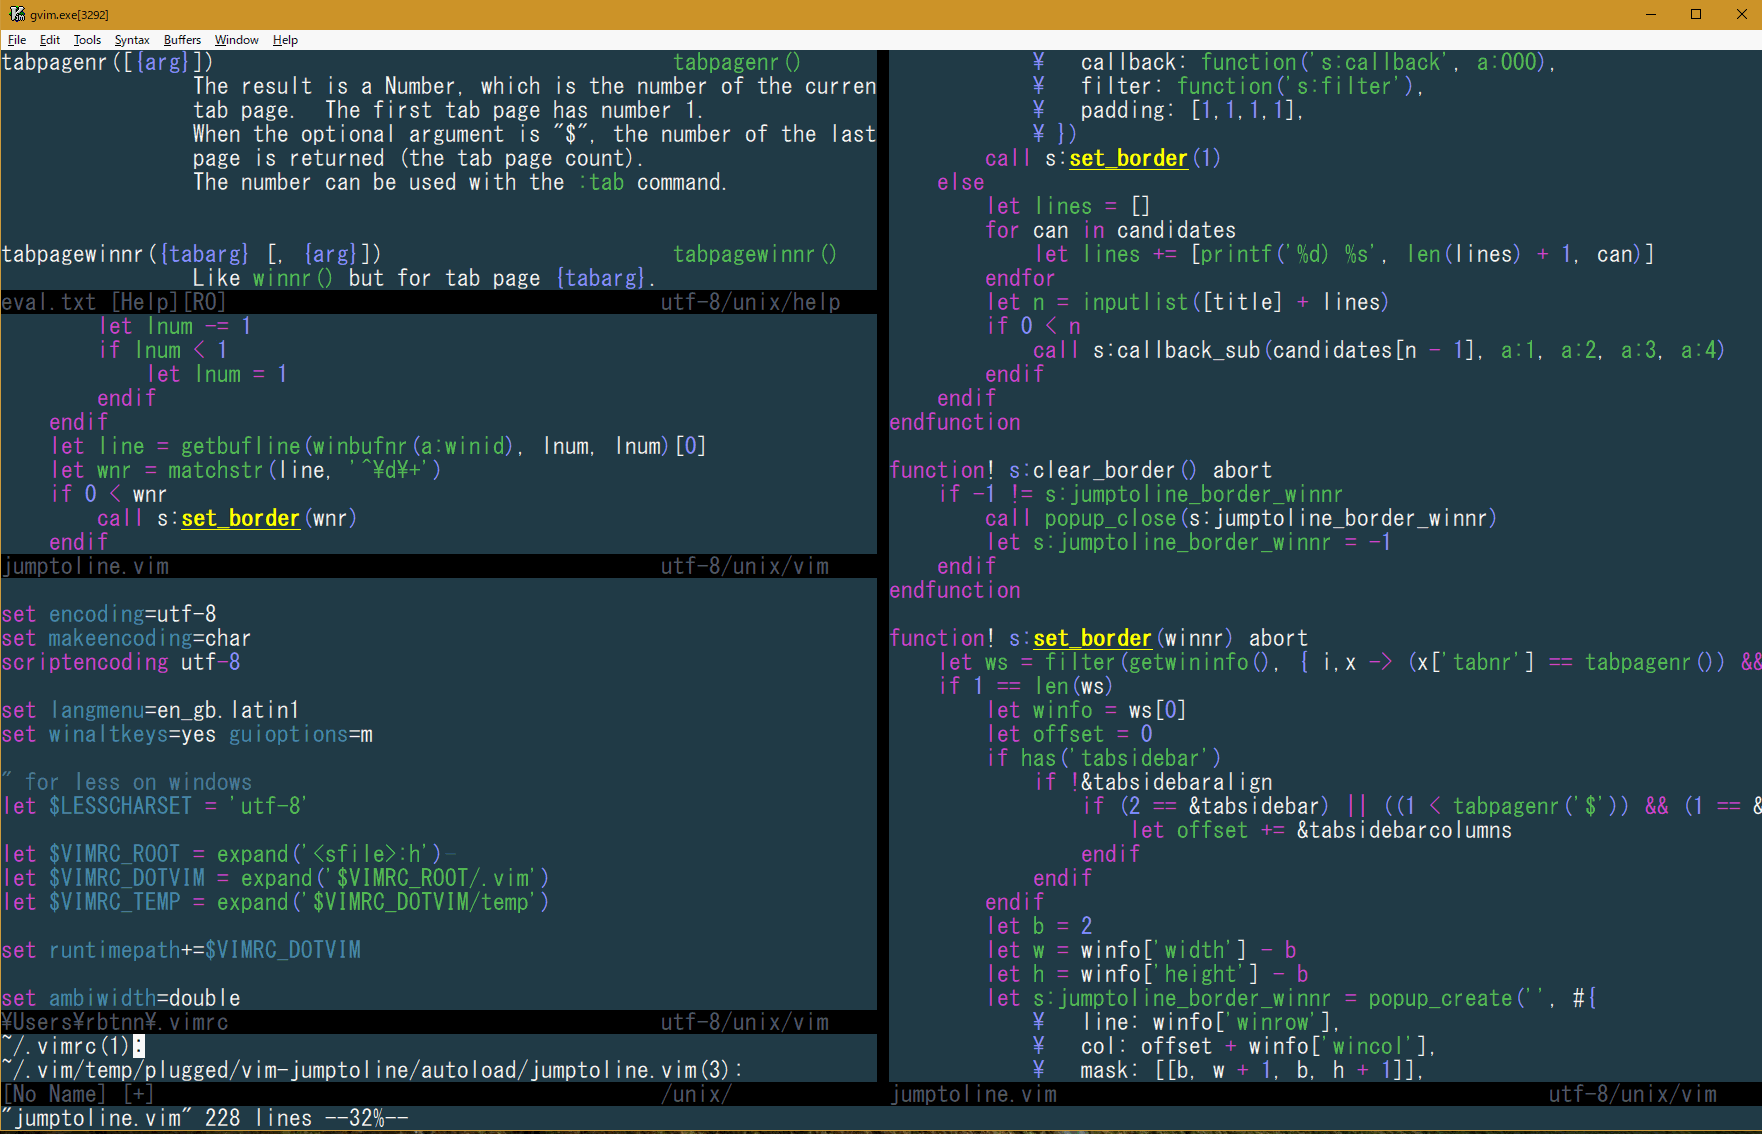 gvim.exe[3292]
File Edit Tools Syntax Buffers Window Help
tabpagenr([{arg}]) tabpagenr()
The result is a Number, which is the number of the curren
tab page. The first tab page has number 1.
When the optional argument is "$", the number of the last
page is returned (the tab page count).
The number can be used with the :tab command.
tabpagewinnr({tabarg} [, {arg}]) tabpagewinnr()
Like winnr() but for tab page {tabarg}.
eval.txt [Help][RO] utf-8/unix/help
let lnum -= 1
if lnum < 1
let lnum = 1
endif
endif
let line = getbufline(winbufnr(a:winid), lnum, lnum)[0]
let wnr = matchstr(line, '^¥d¥+')
if 0 < wnr
call s:set_border(wnr)
endif
jumptoline.vim utf-8/unix/vim
set encoding=utf-8
set makeencoding=char
scriptencoding utf-8
set langmenu=en_gb.latin1
set winaltkeys=yes guioptions=m
" for less on windows
let $LESSCHARSET = 'utf-8'
let $VIMRC_ROOT = expand('<sfile>:h')-
let $VIMRC_DOTVIM = expand('$VIMRC_ROOT/.vim')
let $VIMRC_TEMP = expand('$VIMRC_DOTVIM/temp')
set runtimepath+=$VIMRC_DOTVIM
set ambiwidth=double
¥Users¥rbtnn¥.vimrc utf-8/unix/vim
~/.vimrc(1):
~/.vim/temp/plugged/vim-jumptoline/autoload/jumptoline.vim(3):
[No Name] [+] /unix/
¥ callback: function('s:callback', a:000),
¥ filter: function('s:filter'),
¥ padding: [1,1,1,1],
¥ })
call s:set_border(1)
else
let lines = []
for can in candidates
let lines += [printf('%d) %s', len(lines) + 1, can)]
endfor
let n = inputlist([title] + lines)
if 0 < n
call s:callback_sub(candidates[n - 1], a:1, a:2, a:3, a:4)
endif
endif
endfunction
function! s:clear_border() abort
if -1 != s:jumptoline_border_winnr
call popup_close(s:jumptoline_border_winnr)
let s:jumptoline_border_winnr = -1
endif
endfunction
function! s:set_border(winnr) abort
let ws = filter(getwininfo(), { i,x -> (x['tabnr'] == tabpagenr()) &&
if 1 == len(ws)
let winfo = ws[0]
let offset = 0
if has('tabsidebar')
if !&tabsidebaralign
if (2 == &tabsidebar) || ((1 < tabpagenr('$')) && (1 == &
let offset += &tabsidebarcolumns
endif
endif
endif
let b = 2
let w = winfo['width'] - b
let h = winfo['height'] - b
let s:jumptoline_border_winnr = popup_create('', #{
¥ line: winfo['winrow'],
¥ col: offset + winfo['wincol'],
¥ mask: [[b, w + 1, b, h + 1]],
jumptoline.vim utf-8/unix/vim
"jumptoline.vim" 228 lines --32%--